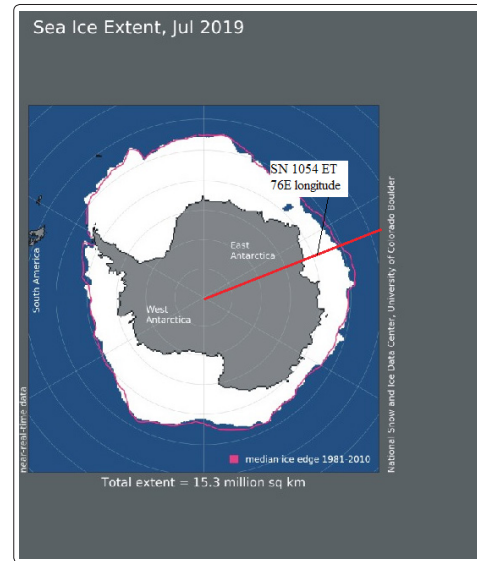 Sea Ice Extent, Jul 2019
SN 1054 ET
76E longitude
East
Antarctica
West
Antarctica
South America
near-real-time data
National Snow and Ice Data Center, University of Colorado Boulder
median ice edge 1981-2010
Total extent = 15.3 million sq km